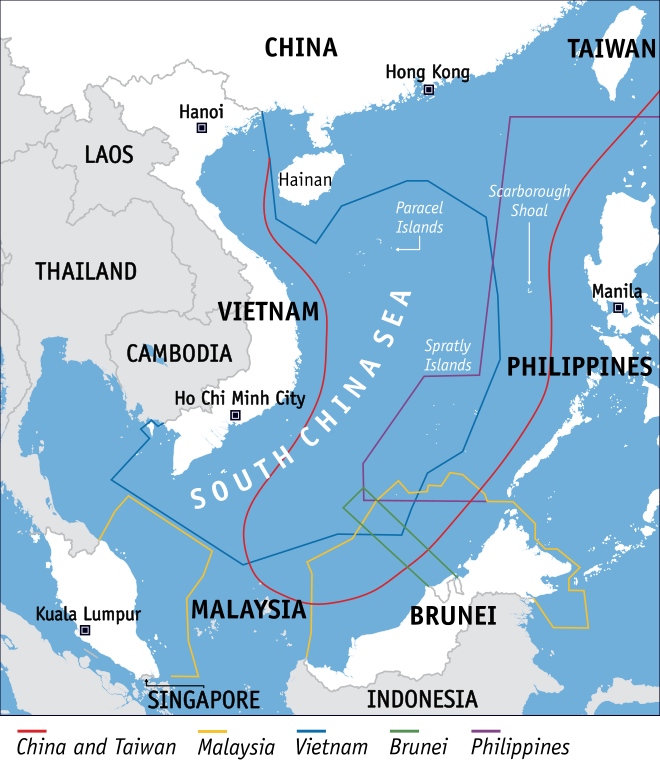 CHINA
TAIWAN
Hong Kong
Hanoi
LAOS
Hainan
Scarborough
Shoal
Paracel
Islands
THAILAND
Manila
VIETNAM
SOUTH CHINA SEA
CAMBODIA
Spratly
Islands
PHILIPPINES
Ho Chi Minh City
Kuala Lumpur
MALAYSIA
BRUNEI
SINGAPORE
INDONESIA
China and Taiwan
Malaysia
Vietnam
Brunei
Philippines